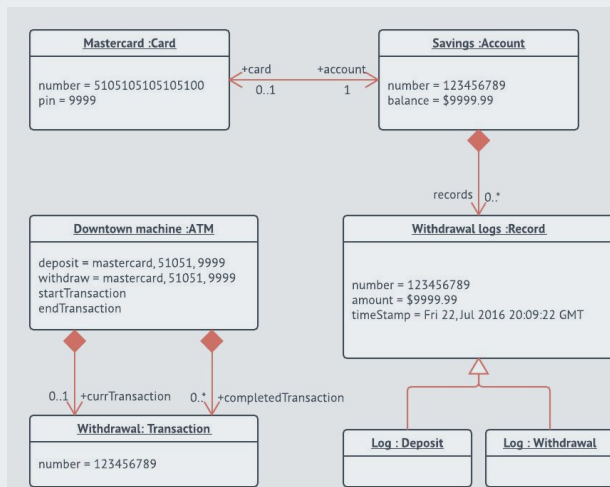 Mastercard :Card
number = 5105105105105100
pin = 9999
+card
+account
0..1
1
Savings :Account
number = 123456789
balance = $9999.99
records
0..*
Downtown machine :ATM
deposit = mastercard, 51051, 9999
withdraw = mastercard, 51051, 9999
startTransaction
endTransaction
Withdrawal logs :Record
number = 123456789
amount = $9999.99
timeStamp = Fri 22, Jul 2016 20:09:22 GMT
0..1
+currTransaction
0..*
+completedTransaction
Withdrawal: Transaction
number = 123456789
Log : Deposit
Log : Withdrawal